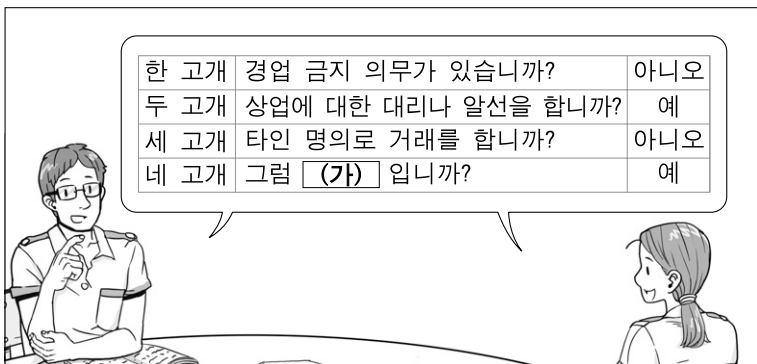 한 고개 경업 금지 의무가 있습니까? 아니오
두 고개 상업에 대한 대리나 알선을 합니까? 예
세 고개 타인 명의로 거래를 합니까? 아니오
네 고개 그럼 (가) 입니까? 예